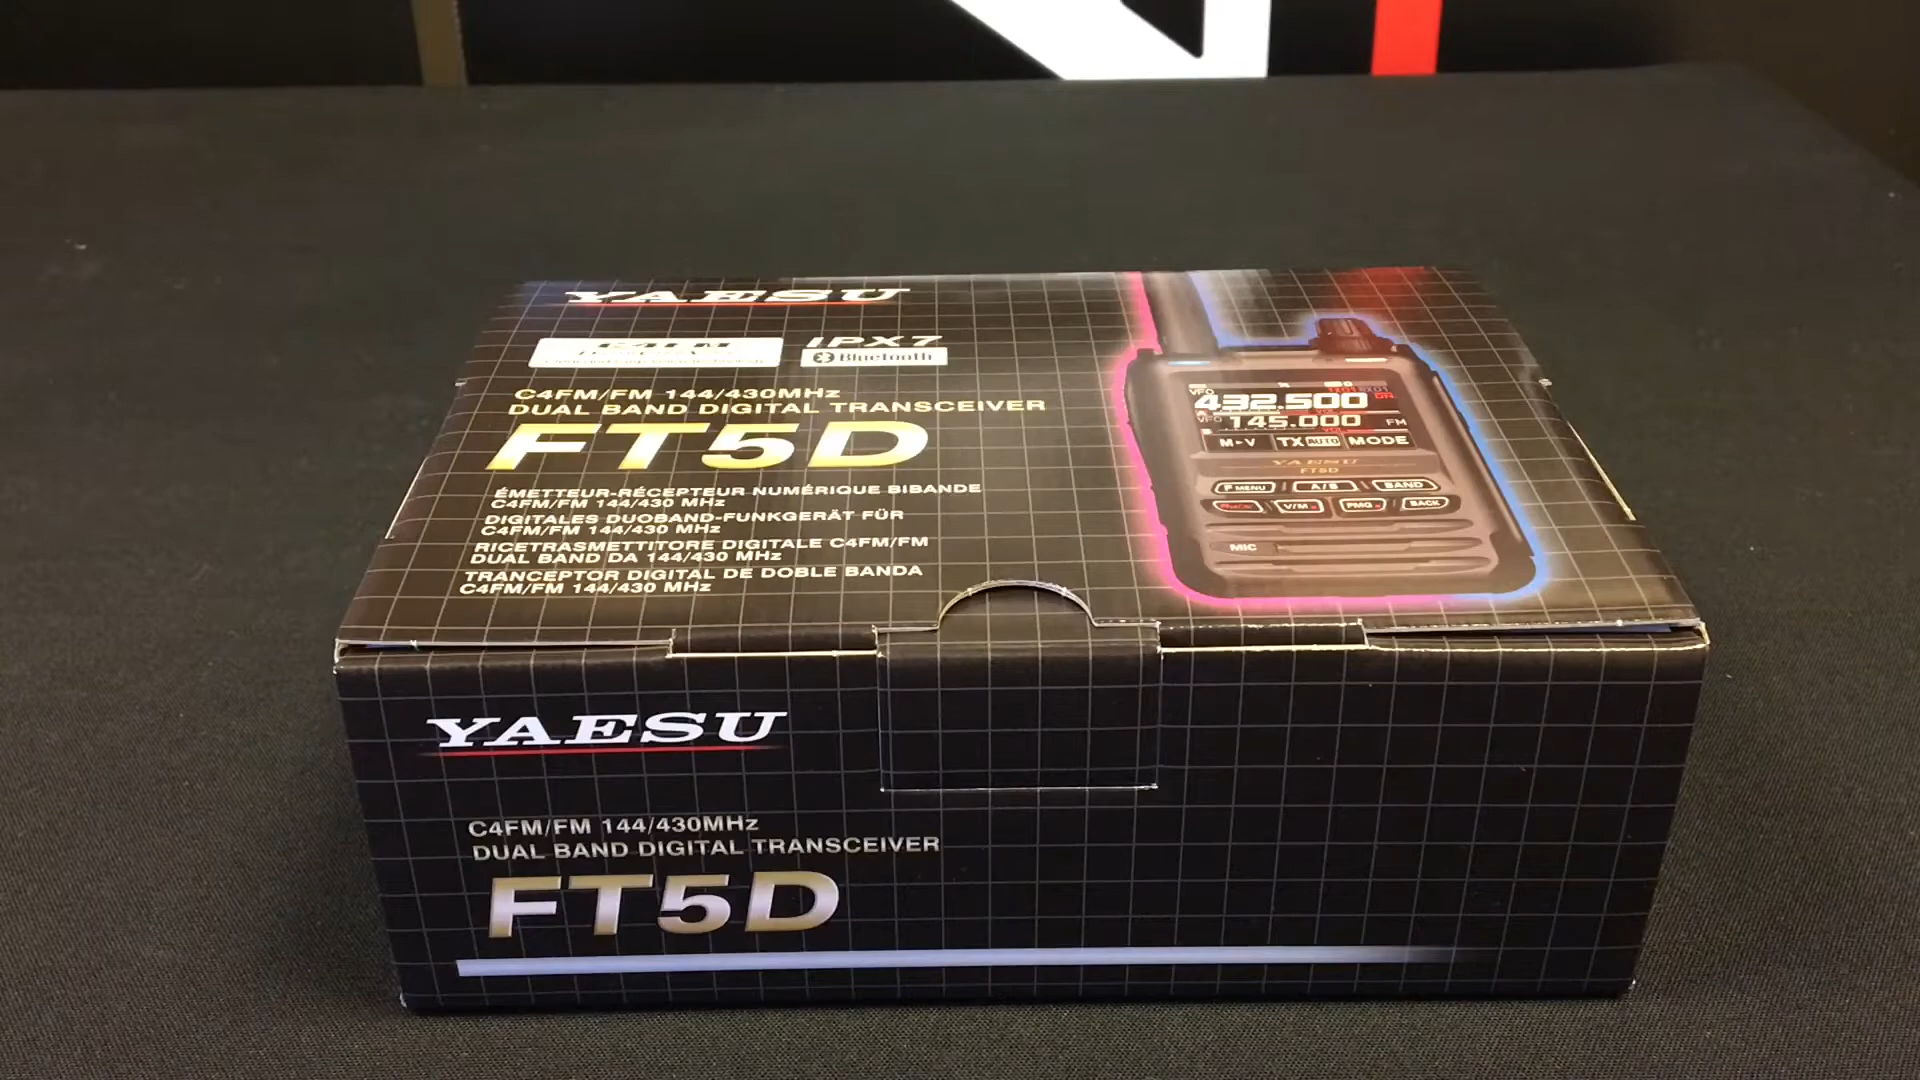 YAESU
C4FM
IPX7
Bluetooth
C4FM/FM 144/430MHz
DUAL BAND DIGITAL TRANSCEIVER
FT5D
ÉMETTEUR-RÉCEPTEUR NUMÉRIQUE BIBANDE
C4FM/FM 144/430 MHz
DIGITALES DUOBAND-FUNKGERÄT FÜR
C4FM/FM 144/430 MHz
RICETRASMETTITORE DIGITALE C4FM/FM
DUAL BAND DA 144/430 MHz
TRANCEPTOR DIGITAL DE DOBLE BANDA
C4FM/FM 144/430 MHz
VFO
432.500
VFO 145.000 FM
M▸V TX AUTO MODE
YAESU
FT5D
F MENU A/B BAND
V/M PMG BACK
MIC
YAESU
C4FM/FM 144/430MHz
DUAL BAND DIGITAL TRANSCEIVER
FT5D